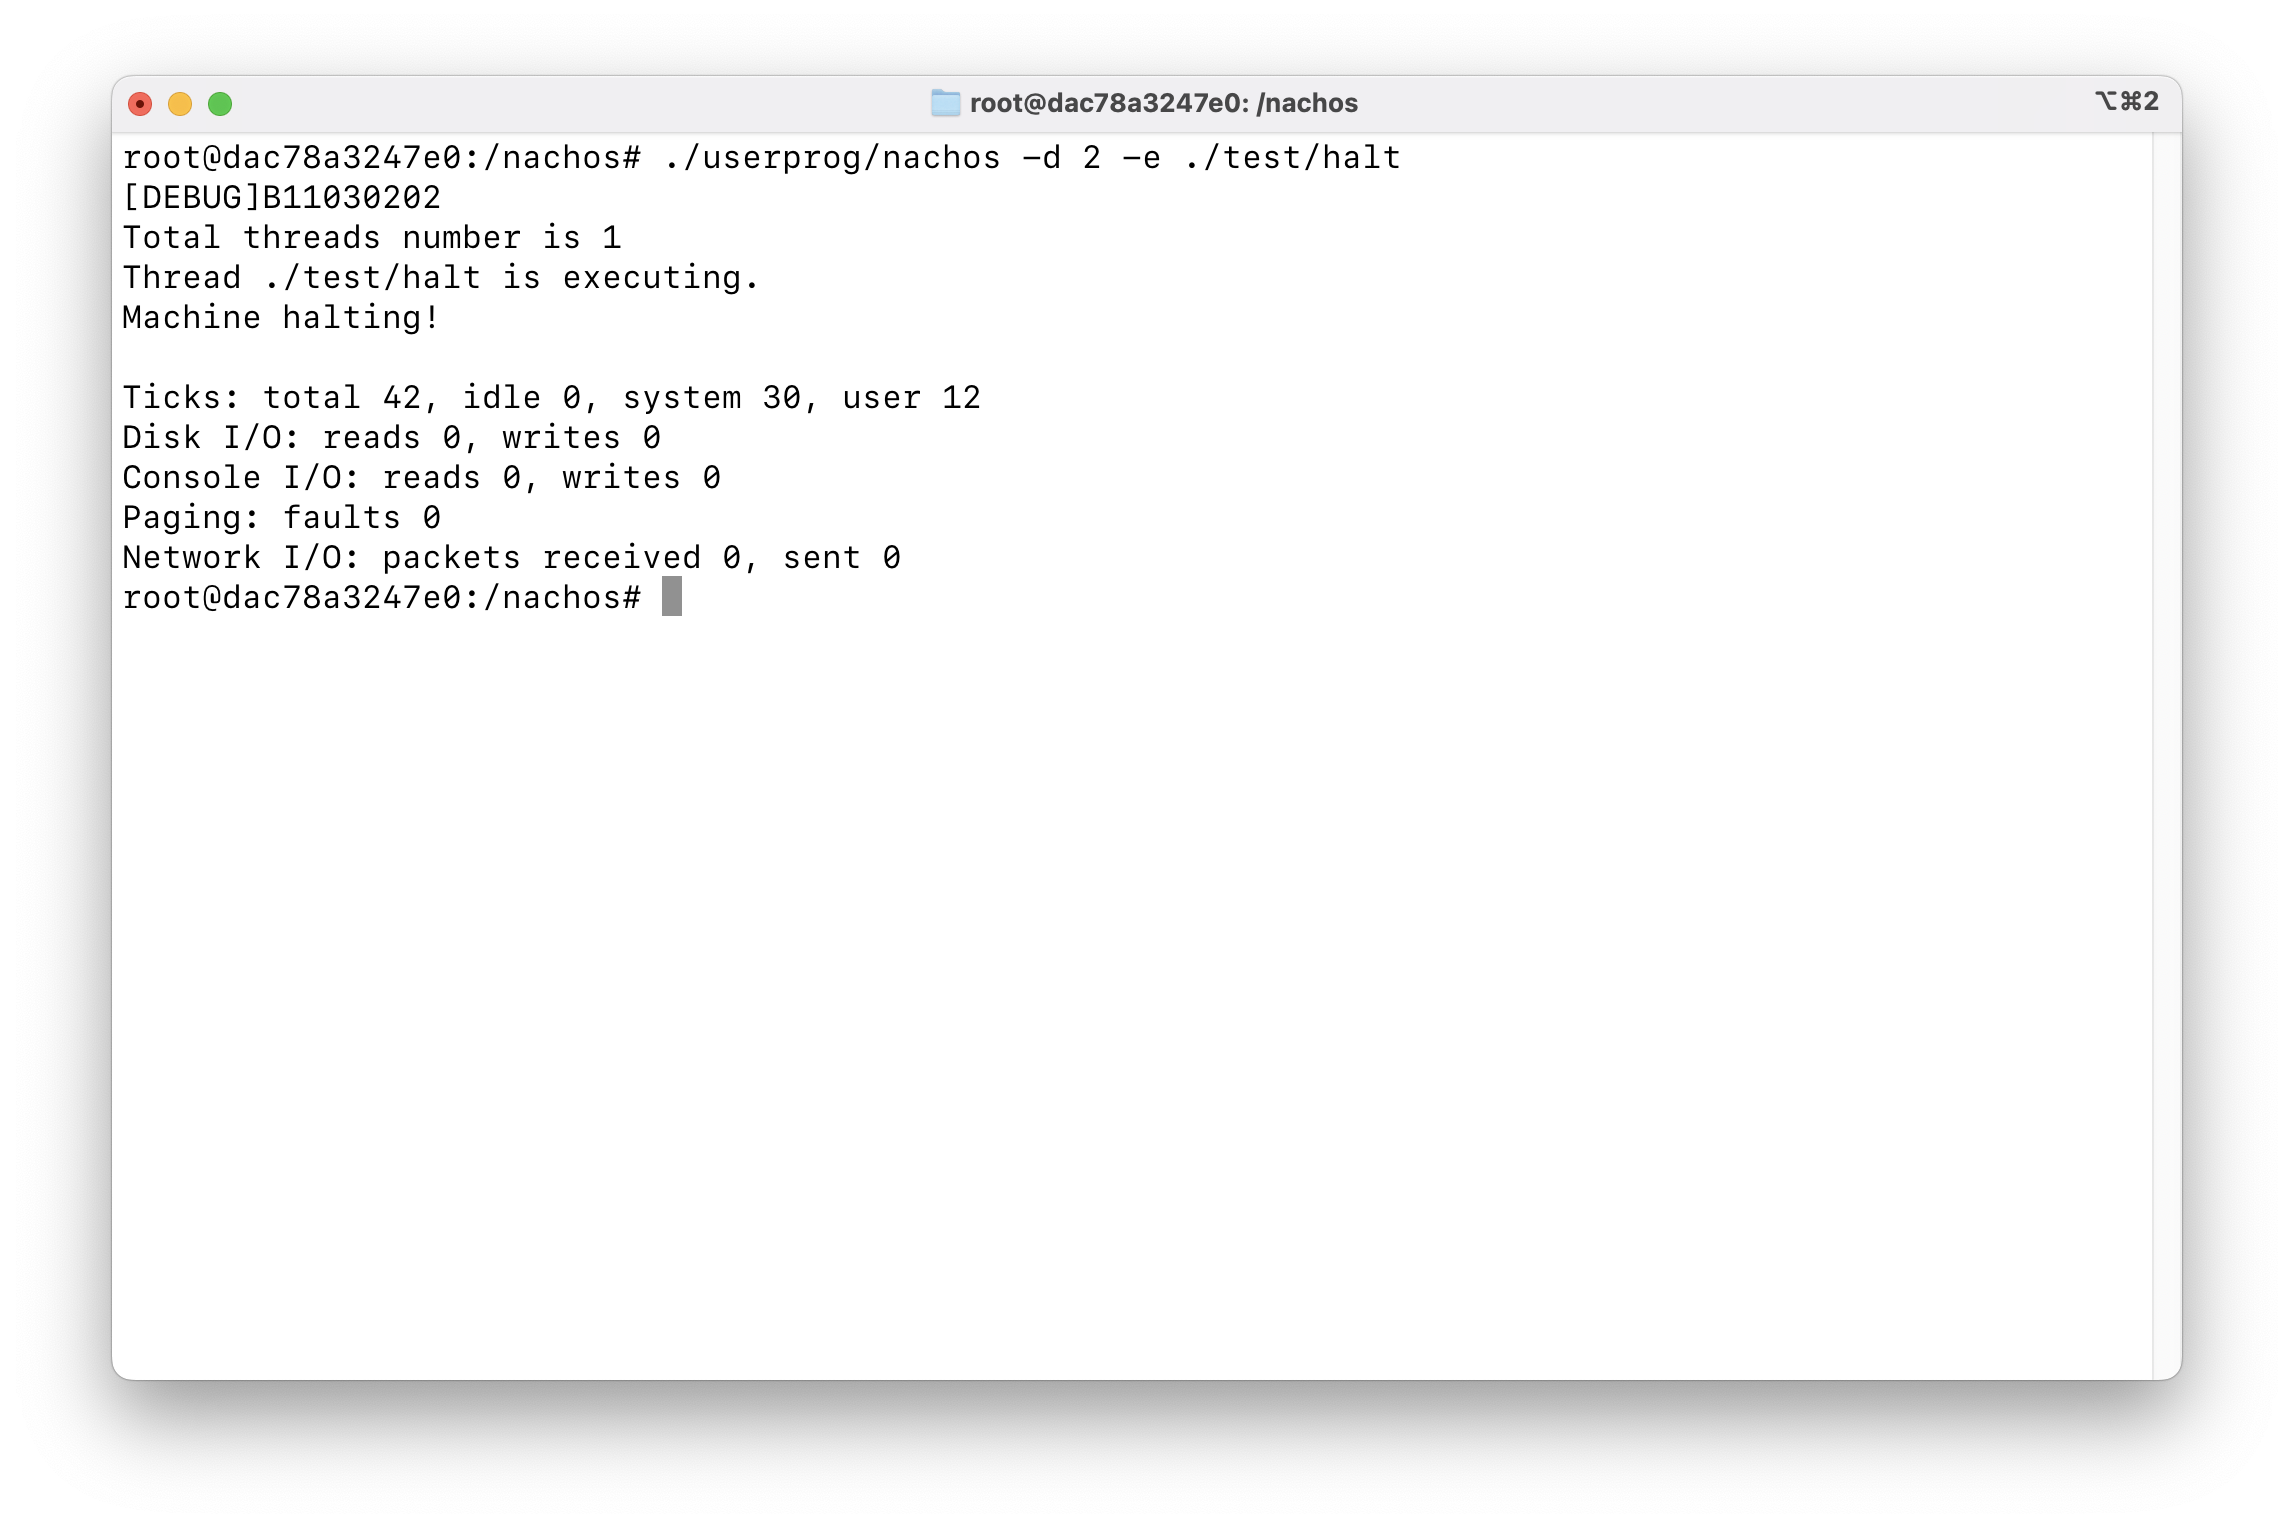 root@dac78a3247e0: /nachos
⌥⌘2
root@dac78a3247e0:/nachos# ./userprog/nachos -d 2 -e ./test/halt
[DEBUG]B11030202
Total threads number is 1
Thread ./test/halt is executing.
Machine halting!

Ticks: total 42, idle 0, system 30, user 12
Disk I/O: reads 0, writes 0
Console I/O: reads 0, writes 0
Paging: faults 0
Network I/O: packets received 0, sent 0
root@dac78a3247e0:/nachos#